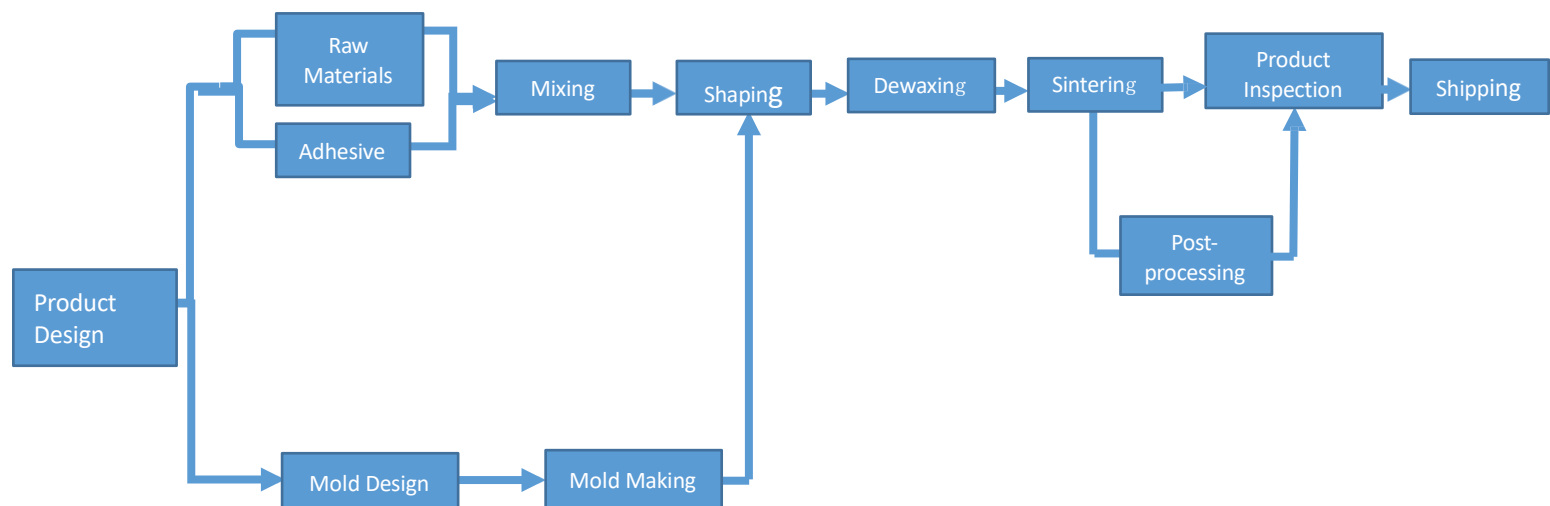 Raw
Materials
Adhesive
Mixing
Shaping
Dewaxing
Sintering
Product
Inspection
Shipping
Post-
processing
Product
Design
Mold Design
Mold Making